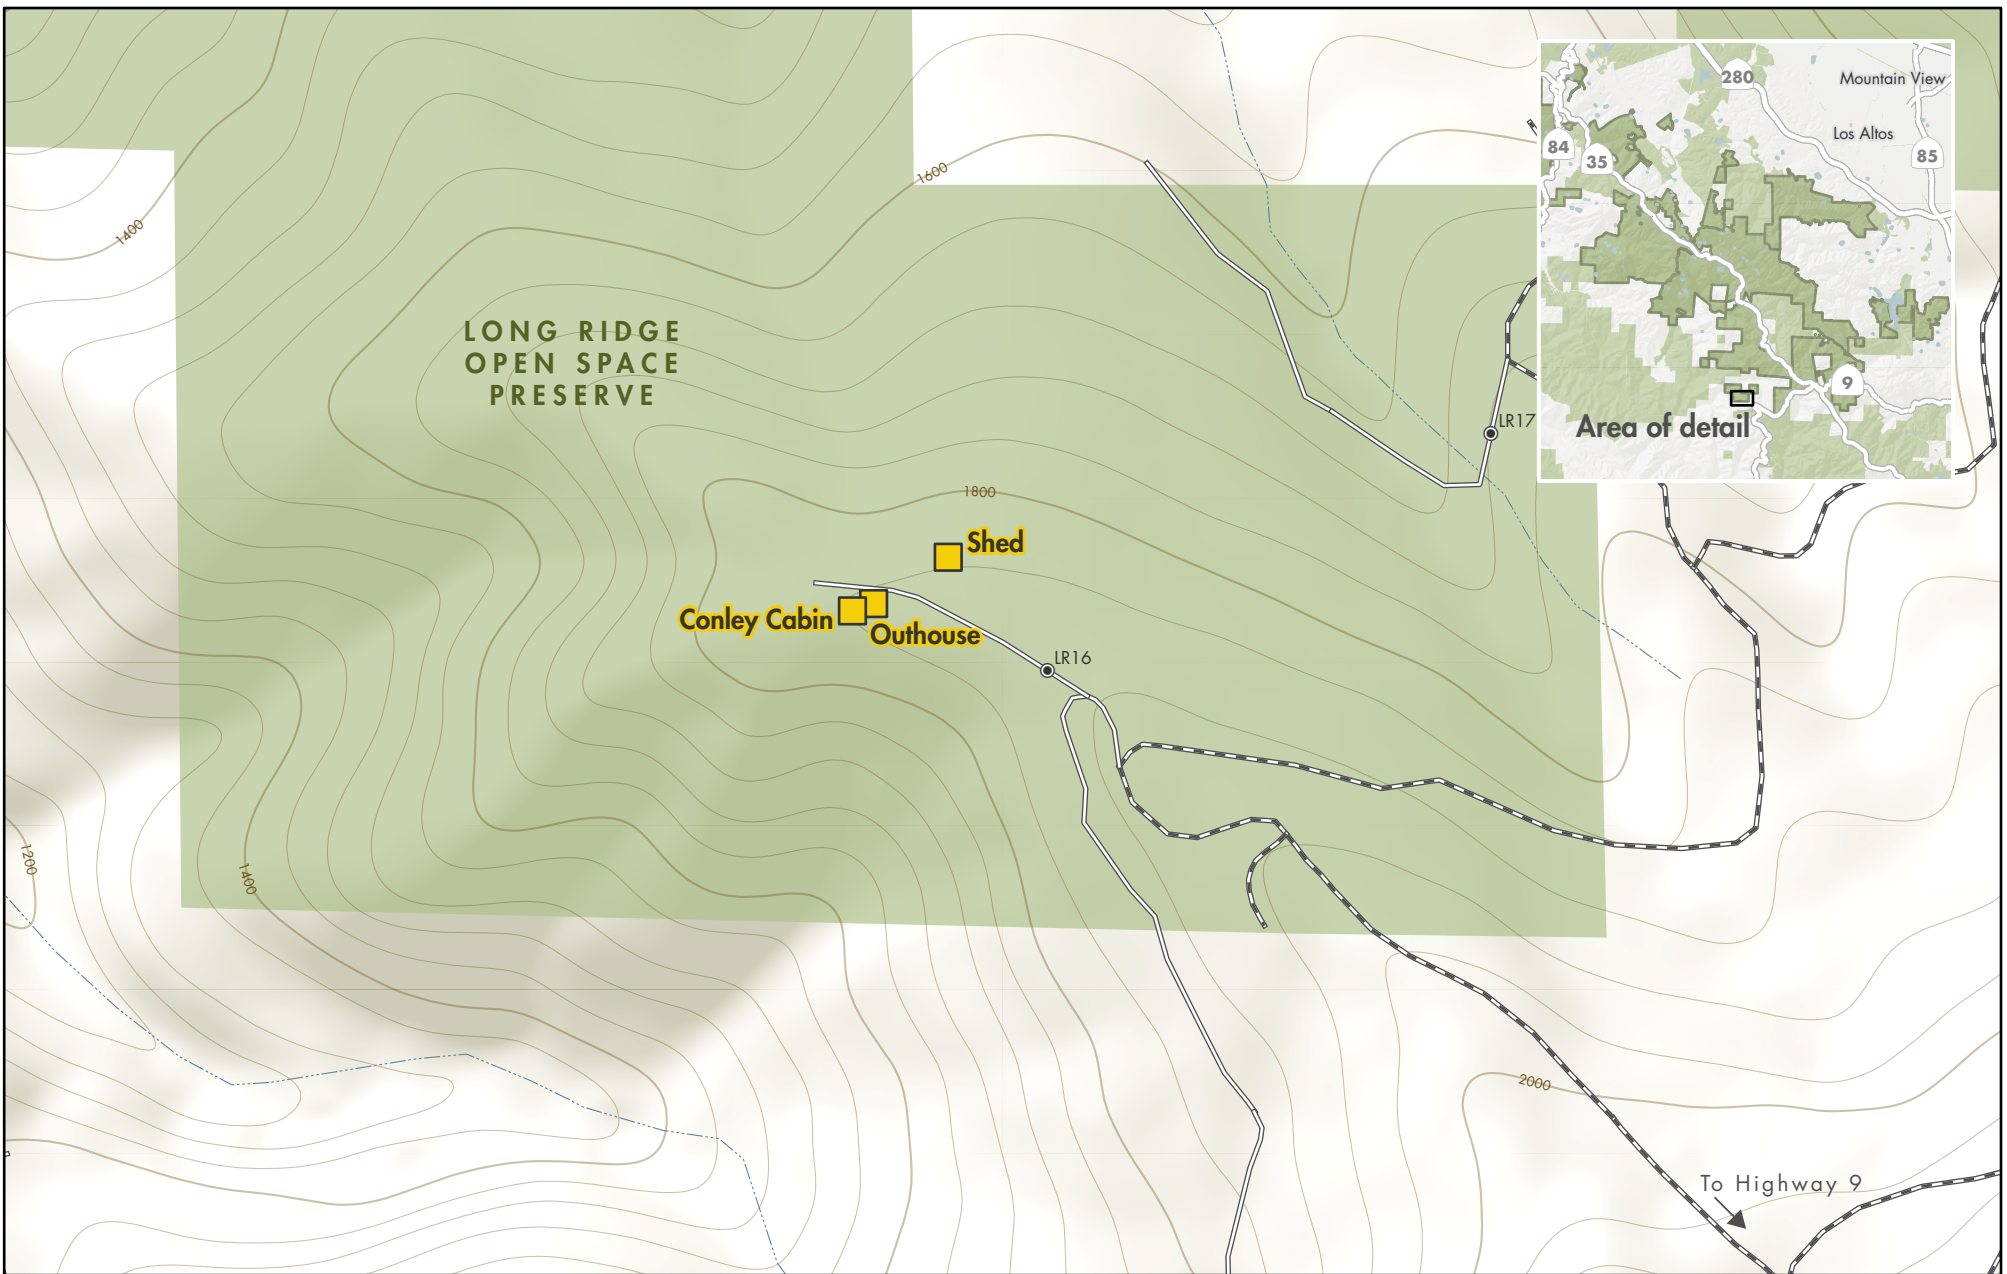 280
Mountain View
Los Altos
84
35
85
1600
1400
LONG RIDGE
OPEN SPACE
PRESERVE
9
Area of detail
LR17
1800
Shed
Conley Cabin
Outhouse
LR16
1200
1400
2000
To Highway 9